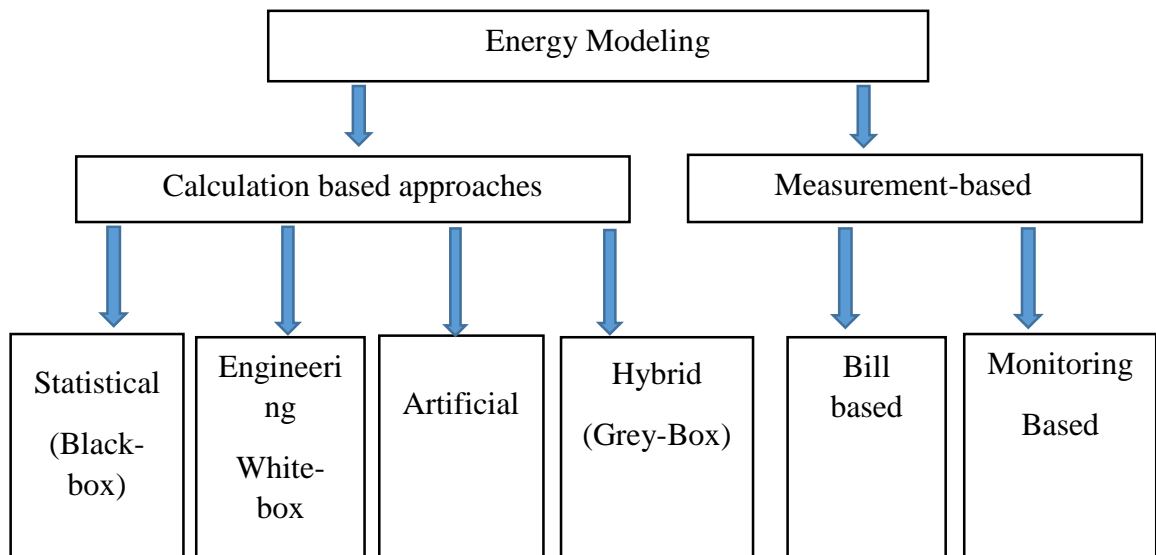 Energy Modeling
Calculation based approaches
Measurement-based
Statistical
(Black-
box)
Engineeri
ng
White-
box
Artificial
Hybrid
(Grey-Box)
Bill
based
Monitoring
Based